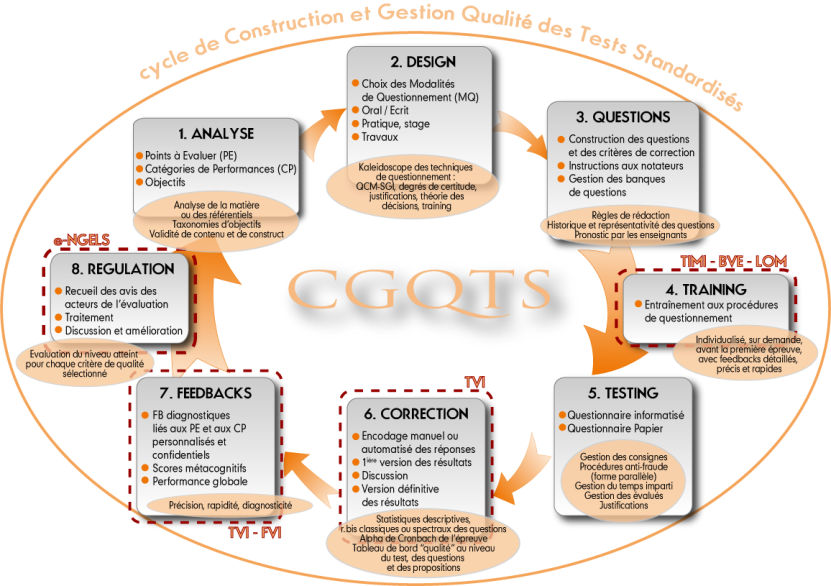 cycle de Construction et Gestion Qualité des Tests Standardisés
2. DESIGN
Choix des Modalités
de Questionnement (MQ)
Oral / Ecrit
Pratique, stage
Travaux
Kaleidoscope des techniques
de questionnement :
QCM-SGI, degrés de certitude,
justifications, théorie des
décisions, training
1. ANALYSE
Points à Evaluer (PE)
Catégories de Performances (CP)
Objectifs
Analyse de la matière
ou des référentiels
Taxonomies d'objectifs
Validité de contenu et de construct
3. QUESTIONS
Construction des questions
et des critères de correction
Instructions aux notateurs
Gestion des banques
de questions
Règles de rédaction
Historique et représentativité des questions
Pronostic par les enseignants
e-NGELS
8. REGULATION
Recueil des avis des
acteurs de l'évaluation
Traitement
Discussion et amélioration
Evaluation du niveau atteint
pour chaque critère de qualité
sélectionné
CGQTS
TIMI - BVE - LOM
4. TRAINING
Entraînement aux procédures
de questionnement
Individualisé, sur demande,
avant la première épreuve,
avec feedbacks détaillés,
précis et rapides
7. FEEDBACKS
FB diagnostiques
liés aux PE et aux CP
personnalisés et
confidentiels
Scores métacognitifs
Performance globale
Précision, rapidité, diagnosticité
TVI - FVI
TVI
6. CORRECTION
Encodage manuel ou
automatisé des réponses
1ière version des résultats
Discussion
Version définitive
des résultats
Statistiques descriptives,
r.bis classiques ou spectraux des questions
Alpha de Cronbach de l'épreuve
Tableau de bord "qualité" au niveau
du test, des questions
et des propositions
5. TESTING
Questionnaire informatisé
Questionnaire Papier
Gestion des consignes
Procédures anti-fraude
(forme parallèle)
Gestion du temps imparti
Gestion des évalués
Justifications